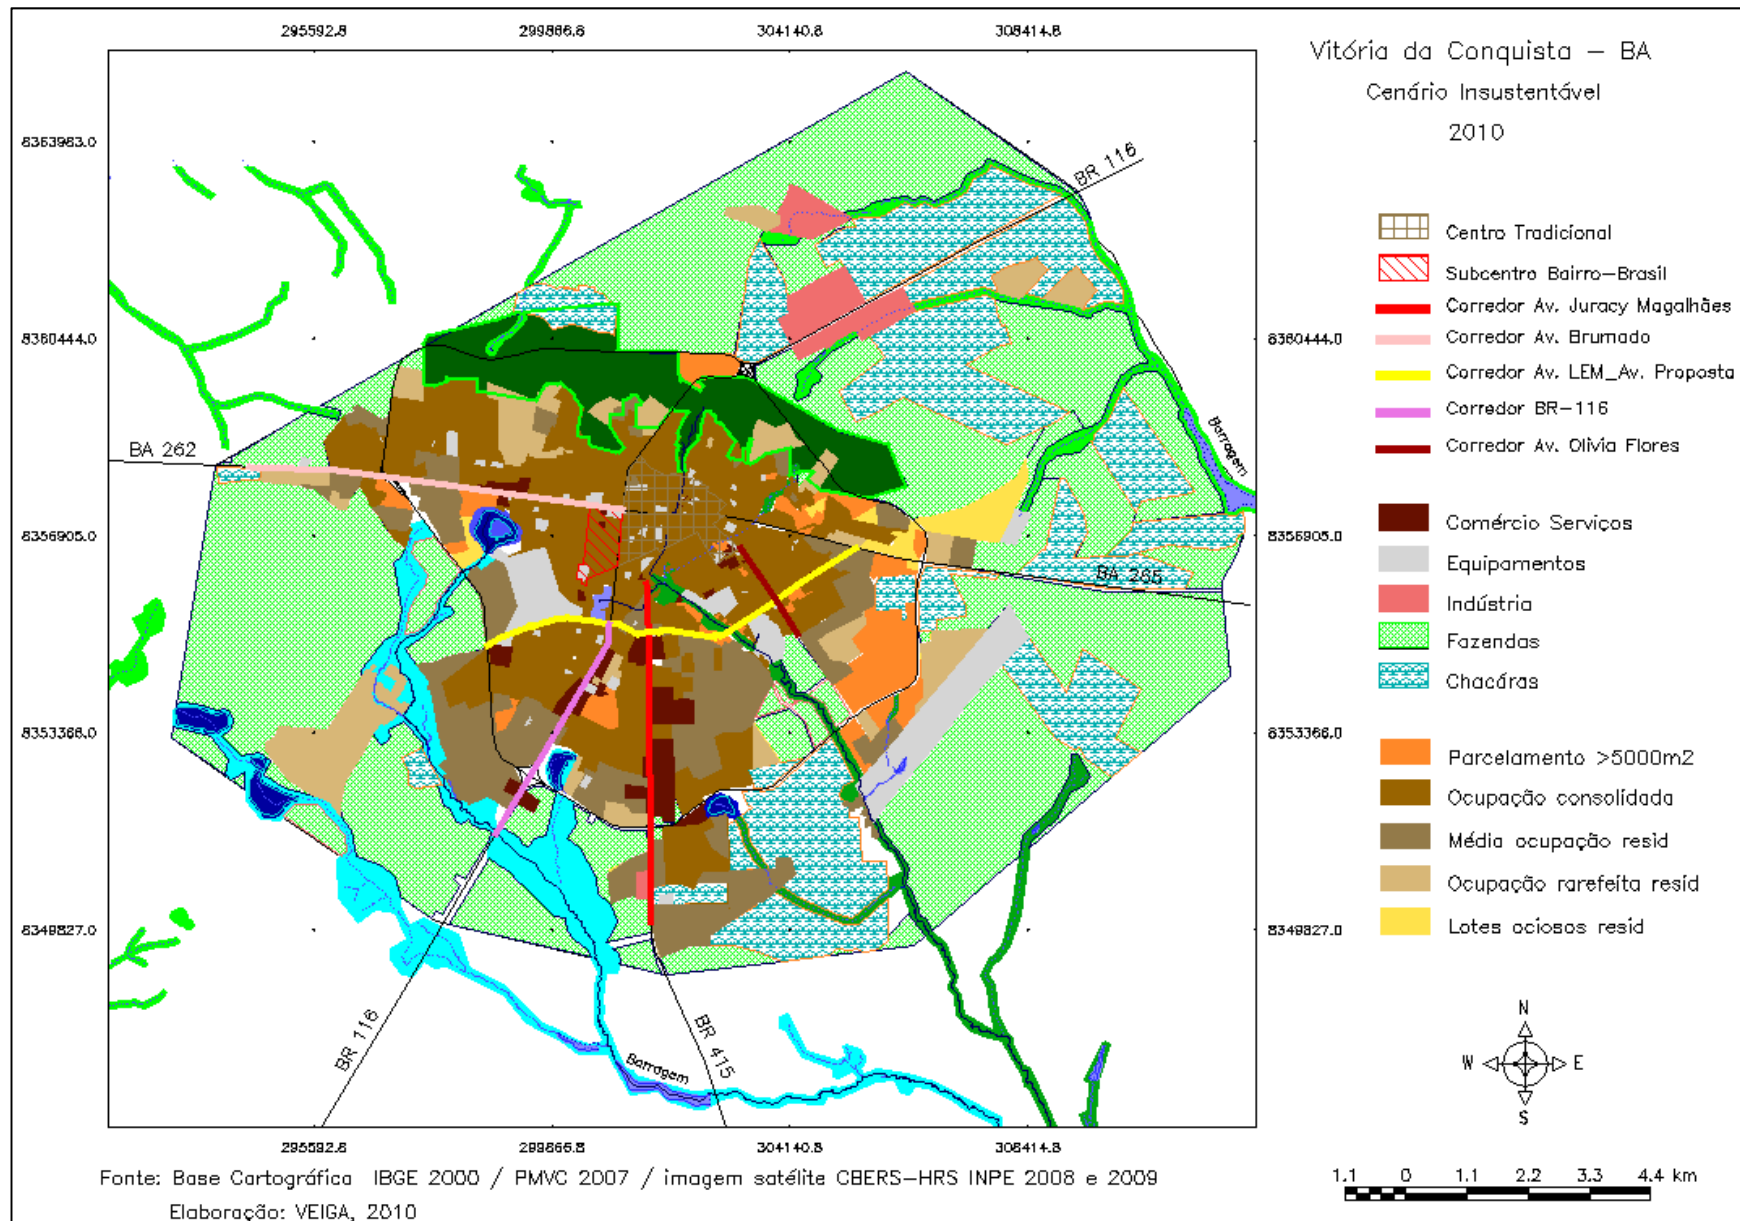 295592.8 299866.8 304140.8 308414.8
Vitória da Conquista – BA
Cenário Insustentável
2010
8363983.0
BR 116
Centro Tradicional
Subcentro Bairro–Brasil
Corredor Av. Juracy Magalhães
8360444.0 8360444.0
Corredor Av. Brumado
Corredor Av. LEM_Av. Proposta
Corredor BR–116
Corredor Av. Olivia Flores
Barragem
BA 262
Comércio Serviços
8356905.0 8356905.0
Equipamentos
BA 265
Indústria
Fazendas
Chacáras
8353366.0 8353366.0
Parcelamento >5000m2
Ocupação consolidada
Média ocupação resid
Ocupação rarefeita resid
Lotes ociosos resid
8349827.0 8349827.0
BR 116
BR 415
Barragem
N
W E
S
295592.8 299866.8 304140.8 308414.8
Fonte: Base Cartográfica IBGE 2000 / PMVC 2007 / imagem satélite CBERS–HRS INPE 2008 e 2009
1.1 0 1.1 2.2 3.3 4.4 km
Elaboração: VEIGA, 2010